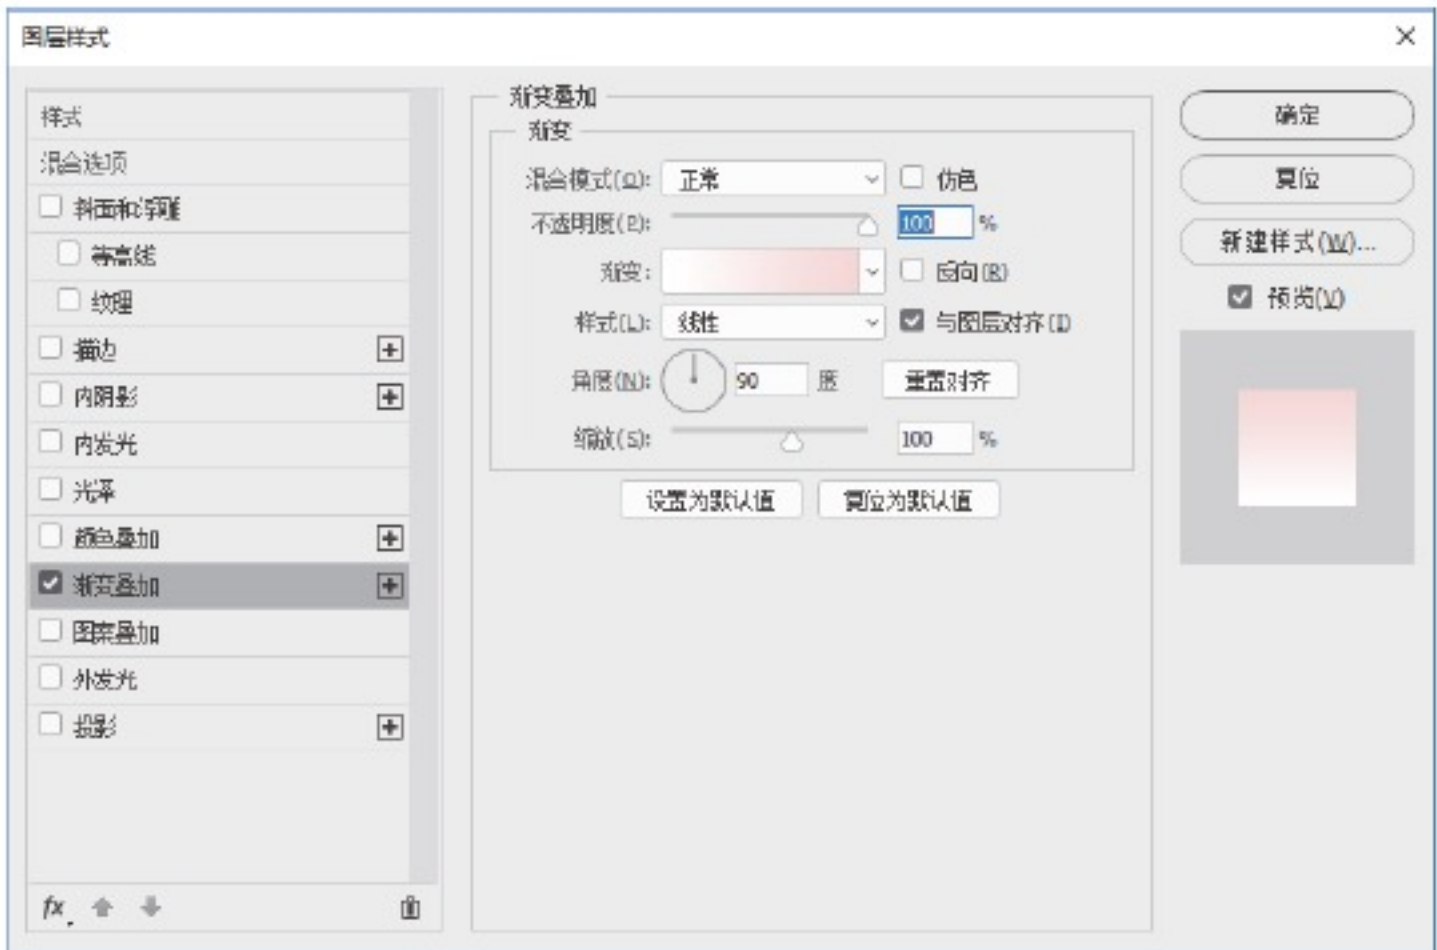 图层样式
样式
混合选项
斜面和浮雕
等高线
纹理
描边
内阴影
内发光
光泽
颜色叠加
渐变叠加
图案叠加
外发光
投影
fx
渐变叠加
渐变
混合模式(O): 正常 仿色
不透明度(P): 100 %
渐变: 反向(R)
样式(L): 线性 与图层对齐(I)
角度(N): 90 度 重置对齐
缩放(S): 100 %
设置为默认值 复位为默认值
确定
复位
新建样式(W)...
预览(V)